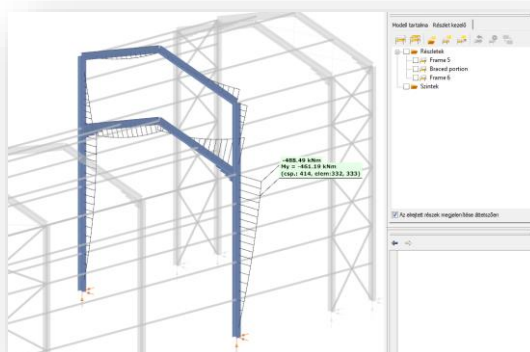 Modell tartalma Részlet kezelő
Részletek
Frame 5
Braced portion
Frame 6
Szintek
-488.49 kNm
My = -461.19 kNm
(csp.: 414, elem:332, 333)
Az elrejtett részek megjelenítése áttetszően